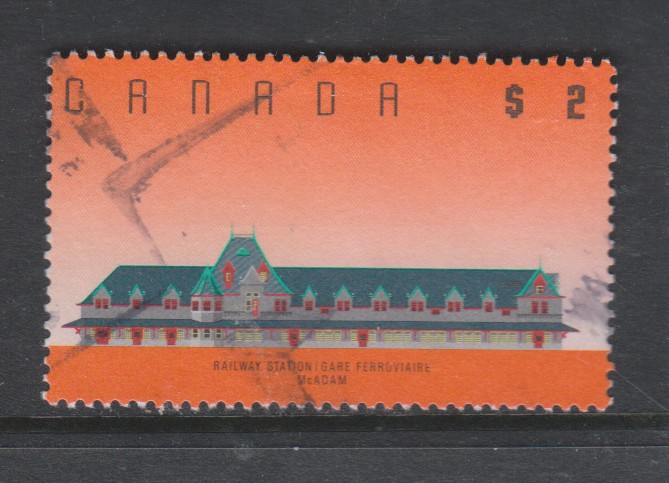 CANADA $2
RAILWAY STATION / GARE FERROVIAIRE
McADAM